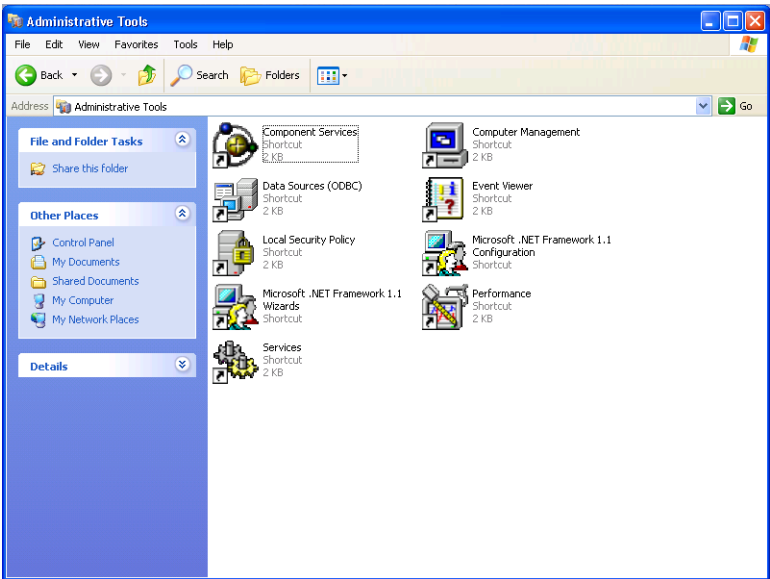 Administrative Tools
File Edit View Favorites Tools Help
Back Search Folders
Address Administrative Tools Go
File and Folder Tasks
Share this folder
Other Places
Control Panel
My Documents
Shared Documents
My Computer
My Network Places
Details
Component Services
Shortcut
2 KB
Computer Management
Shortcut
2 KB
Data Sources (ODBC)
Shortcut
2 KB
Event Viewer
Shortcut
2 KB
Local Security Policy
Shortcut
2 KB
Microsoft .NET Framework 1.1
Configuration
Shortcut
Microsoft .NET Framework 1.1
Wizards
Shortcut
Performance
Shortcut
2 KB
Services
Shortcut
2 KB